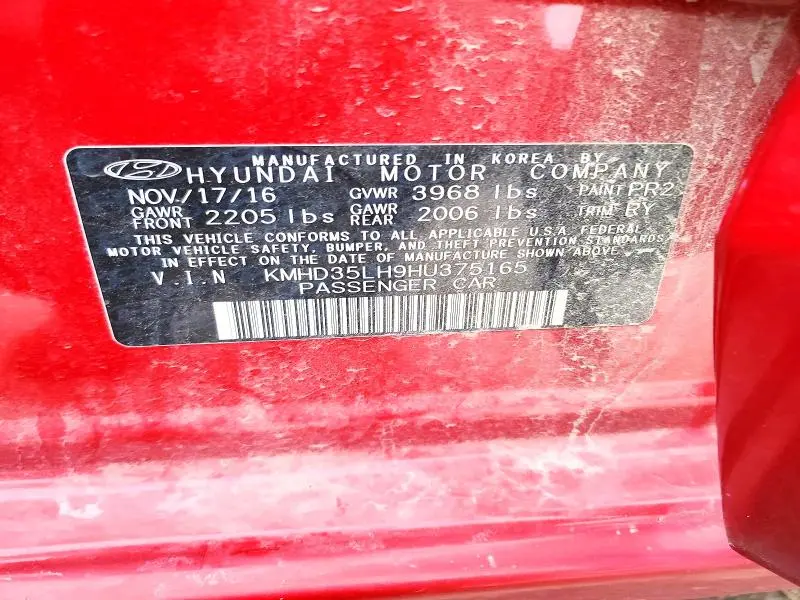 MANUFACTURED IN KOREA BY
HYUNDAI MOTOR COMPANY
NOV/17/16 GVWR 3968 lbs PAINT PR2
GAWR FRONT 2205 lbs GAWR REAR 2006 lbs TRIM RY
THIS VEHICLE CONFORMS TO ALL APPLICABLE U.S.A. FEDERAL
MOTOR VEHICLE SAFETY, BUMPER, AND THEFT PREVENTION STANDARDS
IN EFFECT ON THE DATE OF MANUFACTURE SHOWN ABOVE.
V.I.N KMHD35LH9HU375165
PASSENGER CAR